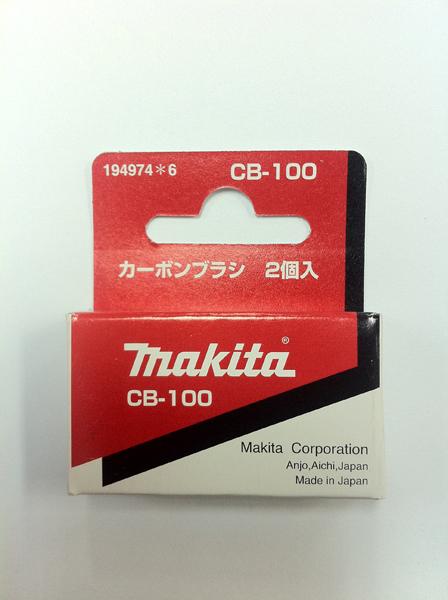 194974＊6 CB-100
カーボンブラシ 2個入
makita®
CB-100
Makita Corporation
Anjo,Aichi,Japan
Made in Japan